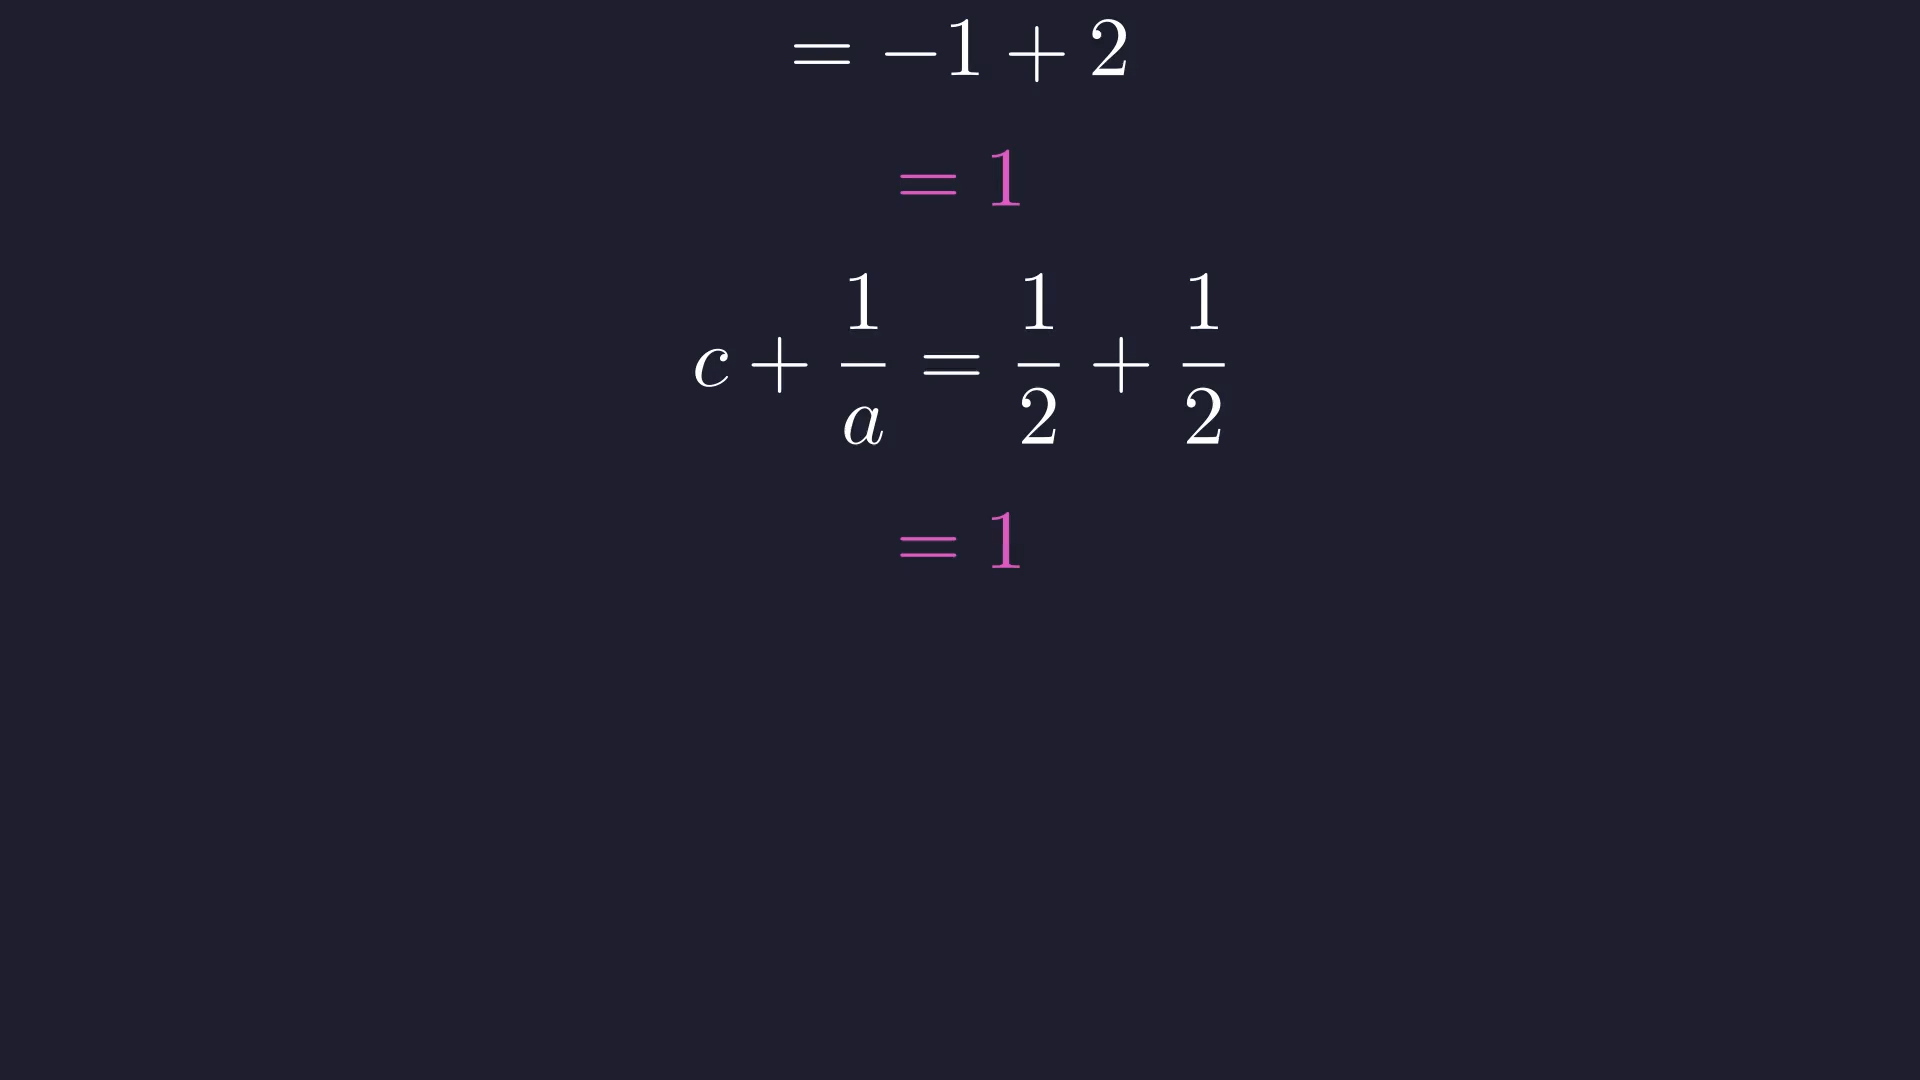 = −1 + 2
= 1
c + 1/a = 1/2 + 1/2
= 1